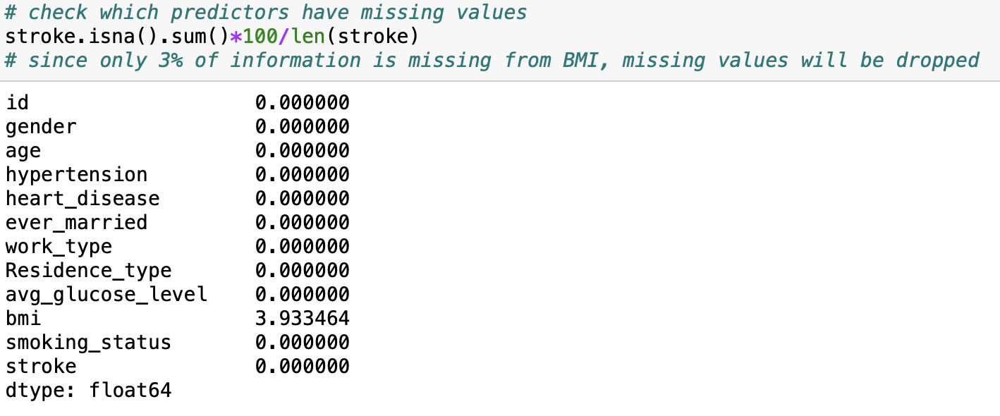 # check which predictors have missing values
stroke.isna().sum()*100/len(stroke)
# since only 3% of information is missing from BMI, missing values will be dropped
id 0.000000
gender 0.000000
age 0.000000
hypertension 0.000000
heart_disease 0.000000
ever_married 0.000000
work_type 0.000000
Residence_type 0.000000
avg_glucose_level 0.000000
bmi 3.933464
smoking_status 0.000000
stroke 0.000000
dtype: float64